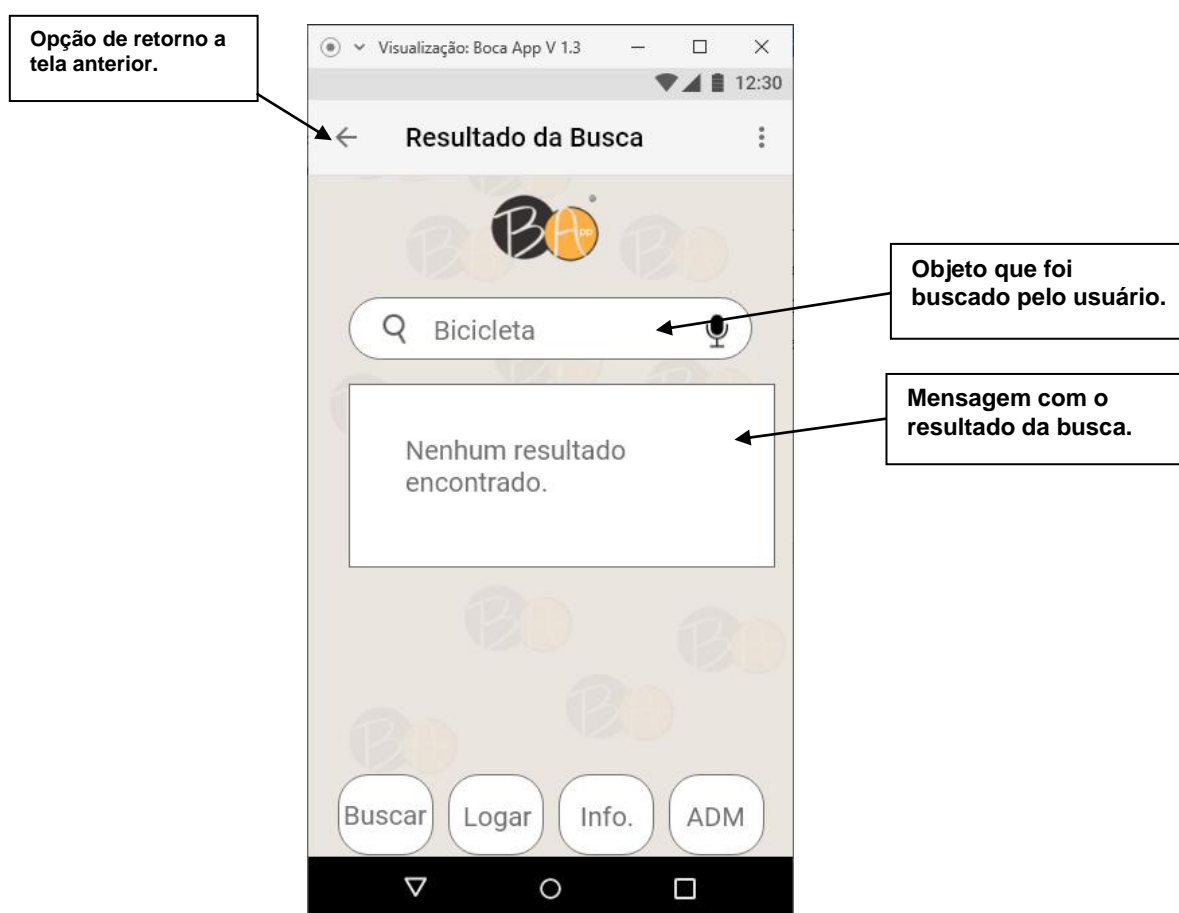 Opção de retorno a
tela anterior.
Visualização: Boca App V 1.3
12:30
Resultado da Busca
BApp
Objeto que foi
buscado pelo usuário.
Bicicleta
Mensagem com o
resultado da busca.
Nenhum resultado
encontrado.
Buscar
Logar
Info.
ADM